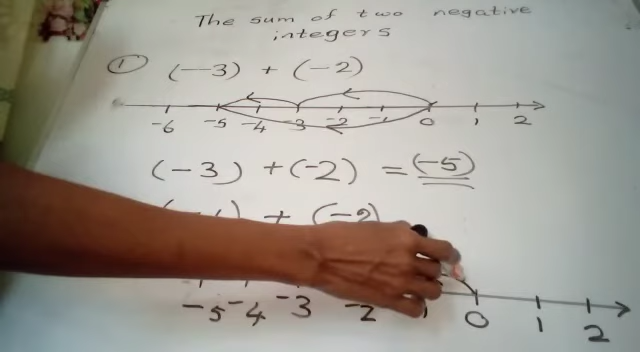 The sum of two negative
integers
① (-3) + (-2)
-6 -5 -4 -3 -2 -1 0 1 2
(-3) + (-2) = (-5)
+ (-2)
-5 -4 -3 -2 0 1 2